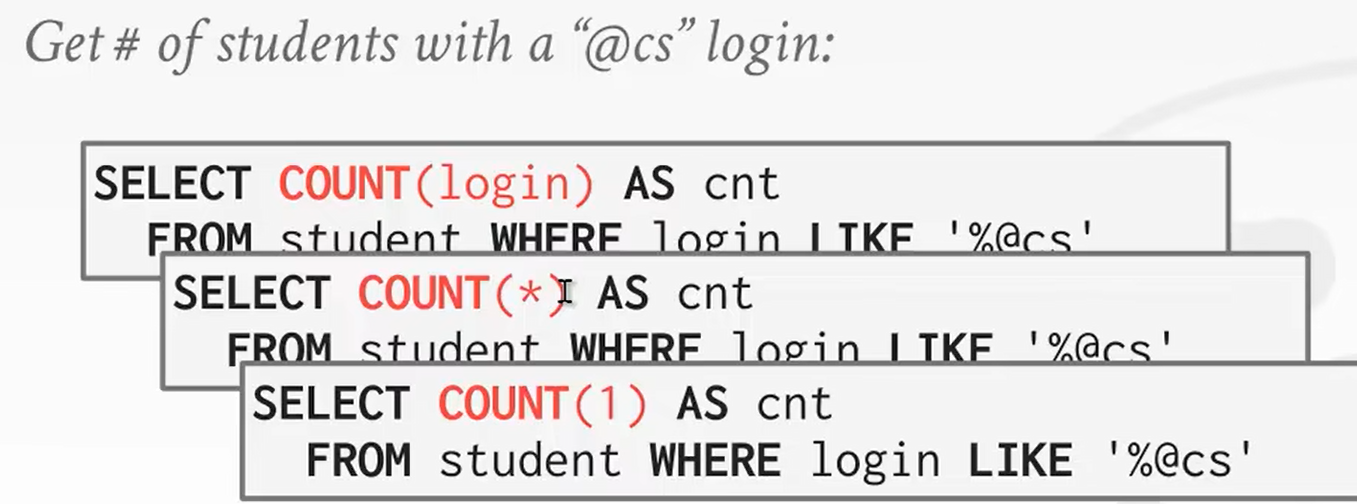 Get # of students with a “@cs” login:
SELECT COUNT(login) AS cnt
FROM student WHERE login LIKE '%@cs'
SELECT COUNT(*) AS cnt
FROM student WHERE login LIKE '%@cs'
SELECT COUNT(1) AS cnt
FROM student WHERE login LIKE '%@cs'